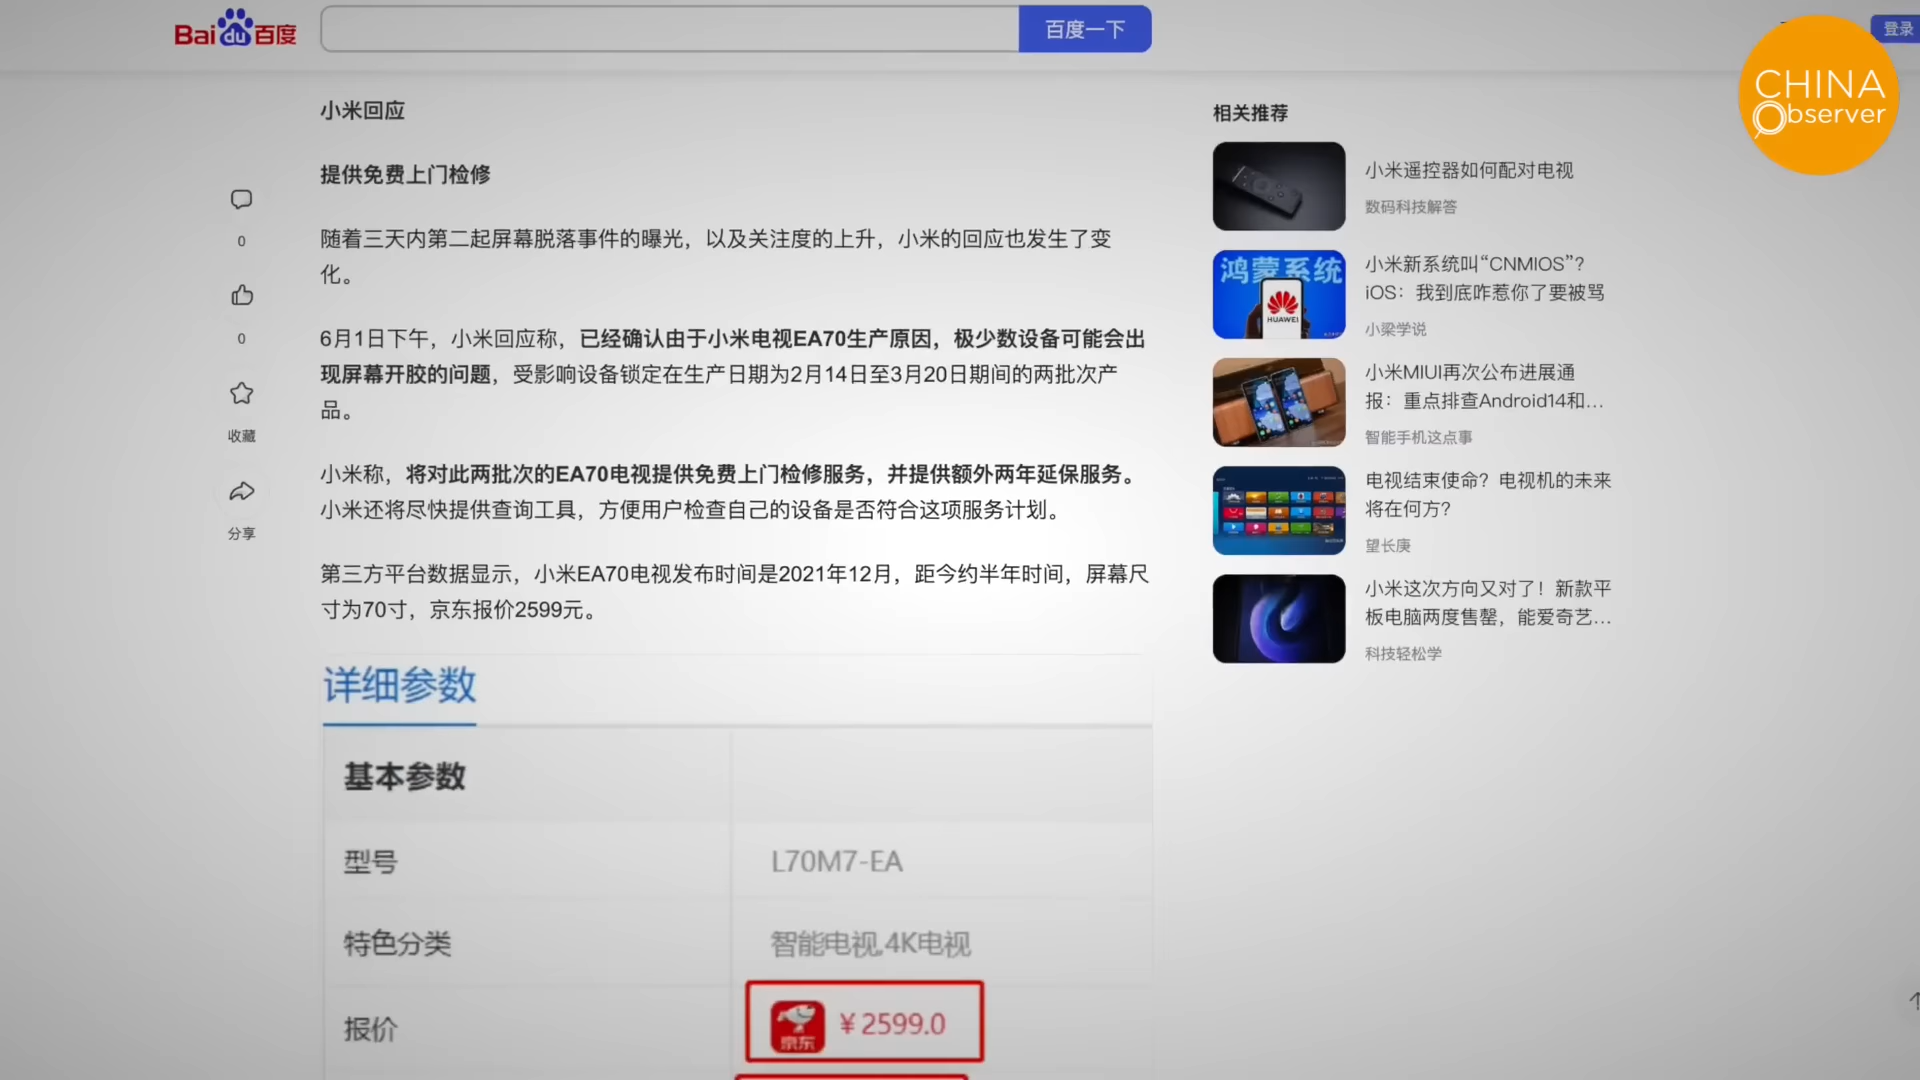 Bai du 百度
百度一下
登录
CHINA
Observer
小米回应
提供免费上门检修
随着三天内第二起屏幕脱落事件的曝光，以及关注度的上升，小米的回应也发生了变
化。
6月1日下午，小米回应称，已经确认由于小米电视EA70生产原因，极少数设备可能会出
现屏幕开胶的问题，受影响设备锁定在生产日期为2月14日至3月20日期间的两批次产
品。
小米称，将对此两批次的EA70电视提供免费上门检修服务，并提供额外两年延保服务。
小米还将尽快提供查询工具，方便用户检查自己的设备是否符合这项服务计划。
第三方平台数据显示，小米EA70电视发布时间是2021年12月，距今约半年时间，屏幕尺
寸为70寸，京东报价2599元。
0
0
收藏
分享
详细参数
基本参数
型号 L70M7-EA
特色分类 智能电视,4K电视
报价 京东 ¥2599.0
相关推荐
小米遥控器如何配对电视
数码科技解答
鸿蒙系统
HUAWEI
小米新系统叫“CNMIOS”？
iOS：我到底咋惹你了要被骂
小梁学说
小米MIUI再次公布进展通
报：重点排查Android14和...
智能手机这点事
电视结束使命？电视机的未来
将在何方？
望长庚
小米这次方向又对了！新款平
板电脑两度售罄，能爱奇艺...
科技轻松学